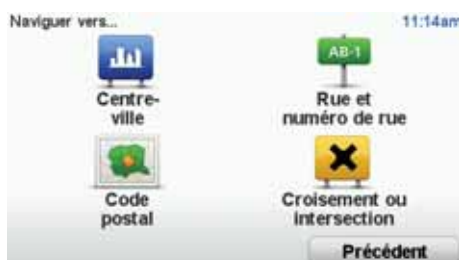 Naviguer vers...
11:14am
AB-1
Centre-
ville
Rue et
numéro de rue
Code
postal
Croisement ou
intersection
Précédent